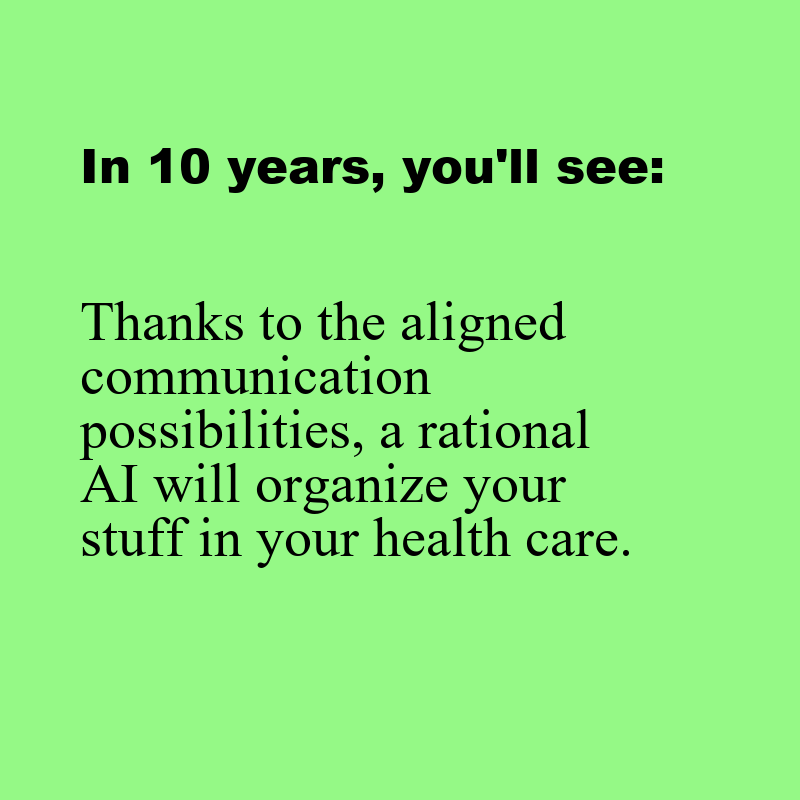 In 10 years, you'll see:
Thanks to the aligned
communication
possibilities, a rational
AI will organize your
stuff in your health care.